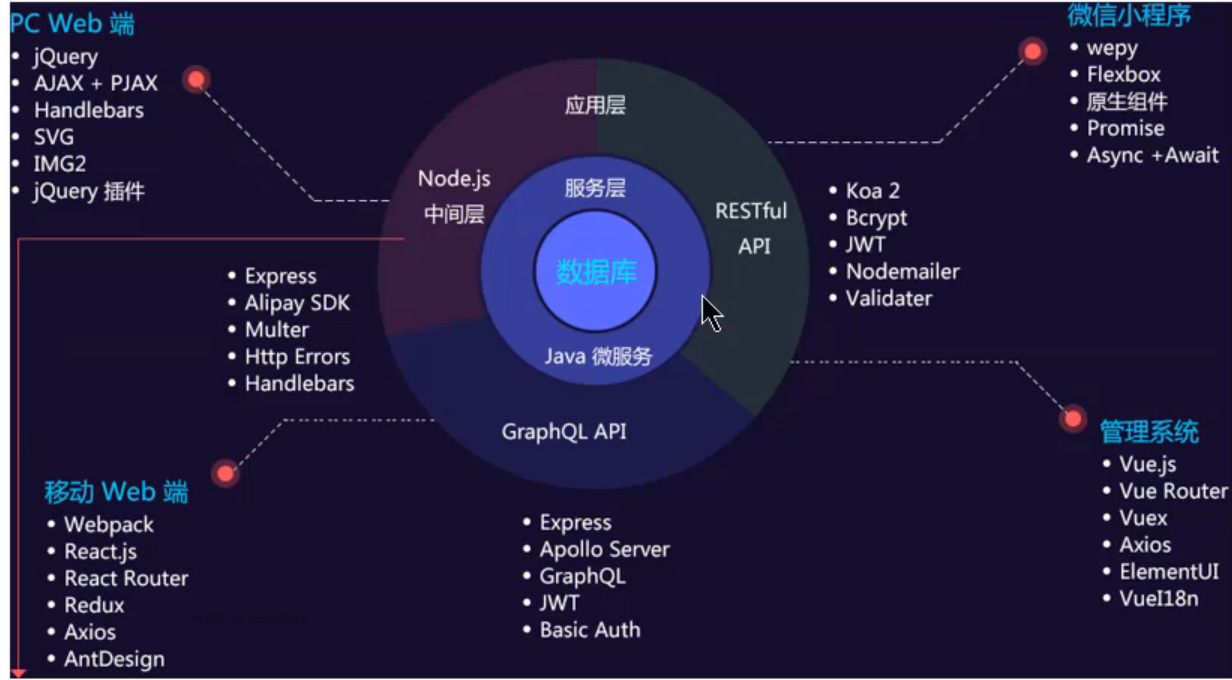 PC Web 端
• jQuery
• AJAX + PJAX
• Handlebars
• SVG
• IMG2
• jQuery 插件
微信小程序
• wepy
• Flexbox
• 原生组件
• Promise
• Async +Await
应用层
Node.js
中间层
服务层
数据库
Java 微服务
RESTful
API
GraphQL API
• Koa 2
• Bcrypt
• JWT
• Nodemailer
• Validater
• Express
• Alipay SDK
• Multer
• Http Errors
• Handlebars
移动 Web 端
• Webpack
• React.js
• React Router
• Redux
• Axios
• AntDesign
• Express
• Apollo Server
• GraphQL
• JWT
• Basic Auth
管理系统
• Vue.js
• Vue Router
• Vuex
• Axios
• ElementUI
• VueI18n